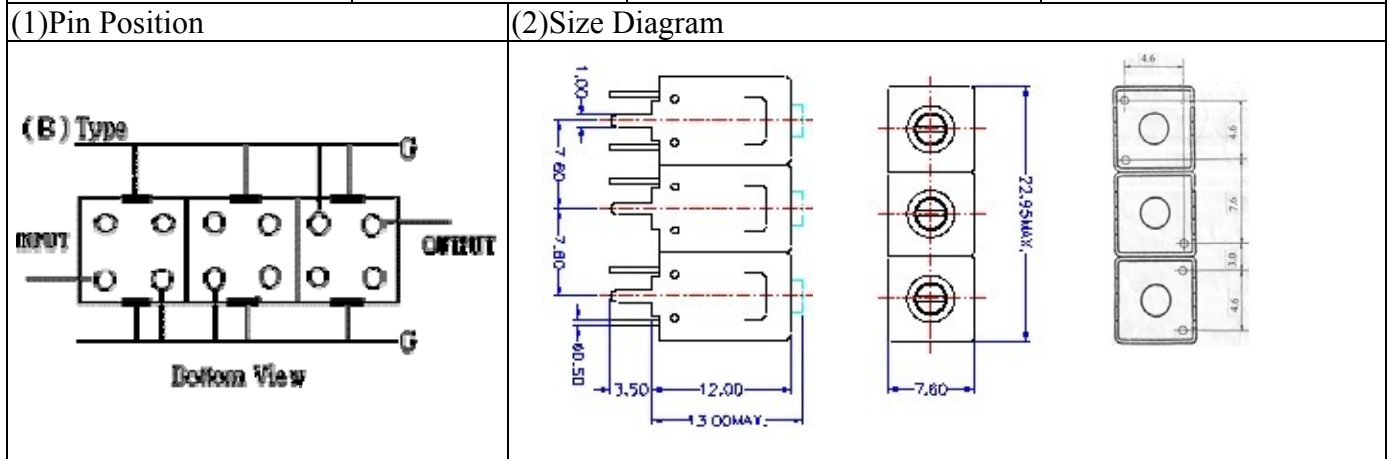 (1)Pin Position
(2)Size Diagram
(B) Type
G
INPUT
OUTPUT
G
Bottom View
1.00
7.60
7.60
ø0.50
3.50
12.00
13.00MAX.
22.95MAX.
7.60
4.6
4.6
7.6
3.0
4.6